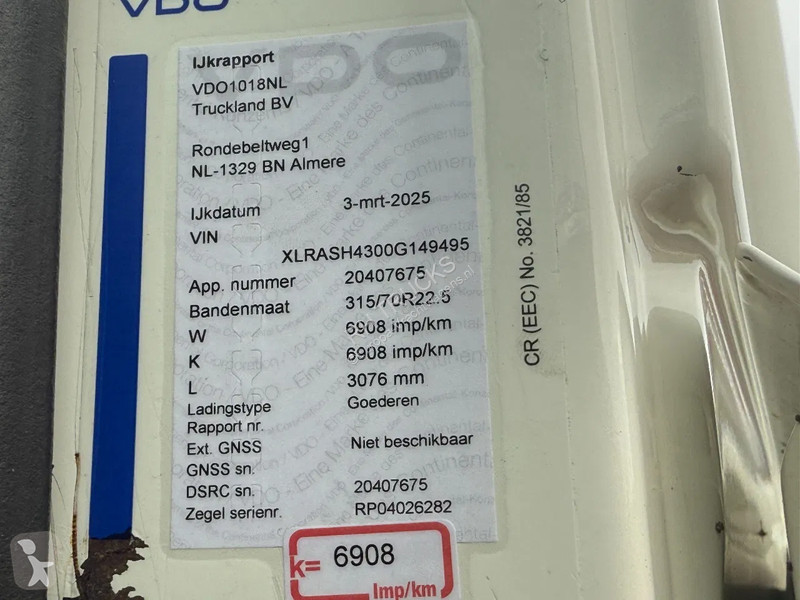 VDO
IJkrapport
VDO1018NL
Truckland BV
Rondebeltweg1
NL-1329 BN Almere
IJkdatum 3-mrt-2025
VIN
XLRASH4300G149495
App. nummer 20407675
Bandenmaat 315/70R22.5
W 6908 imp/km
K 6908 imp/km
L 3076 mm
Ladingstype Goederen
Rapport nr.
Ext. GNSS Niet beschikbaar
GNSS sn.
DSRC sn. 20407675
Zegel serienr. RP04026282
k= 6908
Imp/km
CR (EEC) No. 3821/85